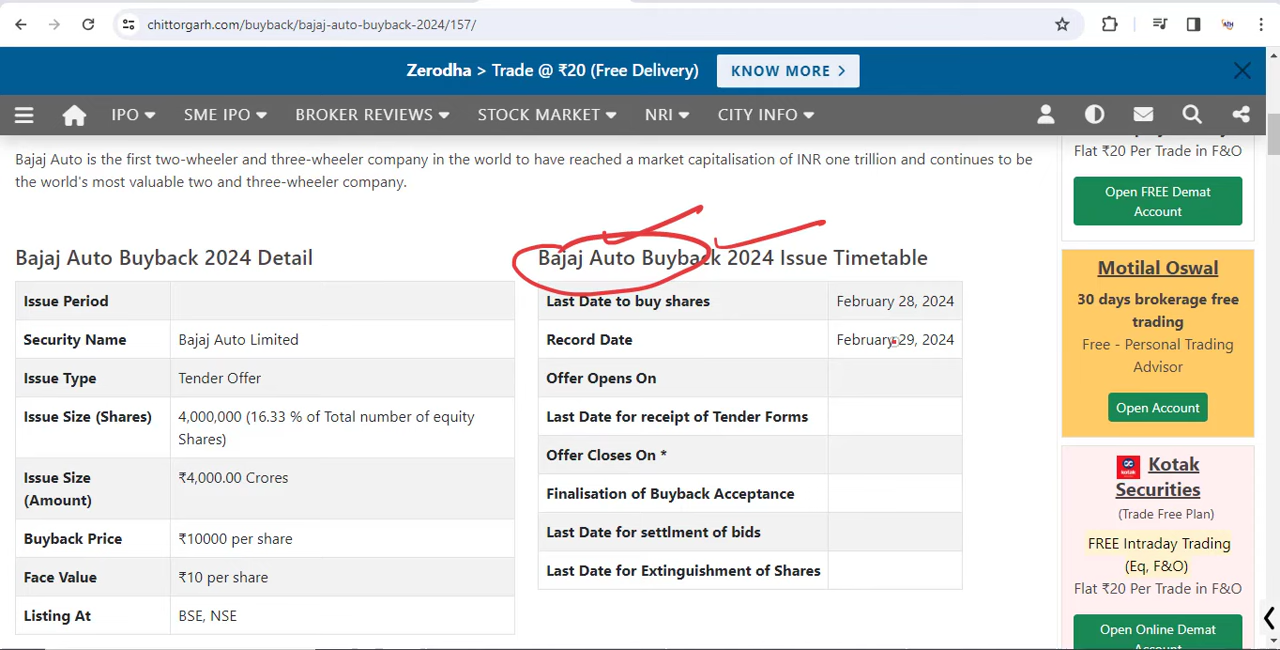 chittorgarh.com/buyback/bajaj-auto-buyback-2024/157/
Zerodha > Trade @ ₹20 (Free Delivery)
KNOW MORE
IPO
SME IPO
BROKER REVIEWS
STOCK MARKET
NRI
CITY INFO
Bajaj Auto is the first two-wheeler and three-wheeler company in the world to have reached a market capitalisation of INR one trillion and continues to be
the world's most valuable two and three-wheeler company.
Bajaj Auto Buyback 2024 Detail
Issue Period
Security Name Bajaj Auto Limited
Issue Type Tender Offer
Issue Size (Shares) 4,000,000 (16.33 % of Total number of equity
Shares)
Issue Size ₹4,000.00 Crores
(Amount)
Buyback Price ₹10000 per share
Face Value ₹10 per share
Listing At BSE, NSE
Bajaj Auto Buyback 2024 Issue Timetable
Last Date to buy shares February 28, 2024
Record Date February 29, 2024
Offer Opens On
Last Date for receipt of Tender Forms
Offer Closes On *
Finalisation of Buyback Acceptance
Last Date for settlment of bids
Last Date for Extinguishment of Shares
Flat ₹20 Per Trade in F&O
Open FREE Demat
Account
Motilal Oswal
30 days brokerage free
trading
Free - Personal Trading
Advisor
Open Account
kotak
Kotak
Securities
(Trade Free Plan)
FREE Intraday Trading
(Eq, F&O)
Flat ₹20 Per Trade in F&O
Open Online Demat
Account